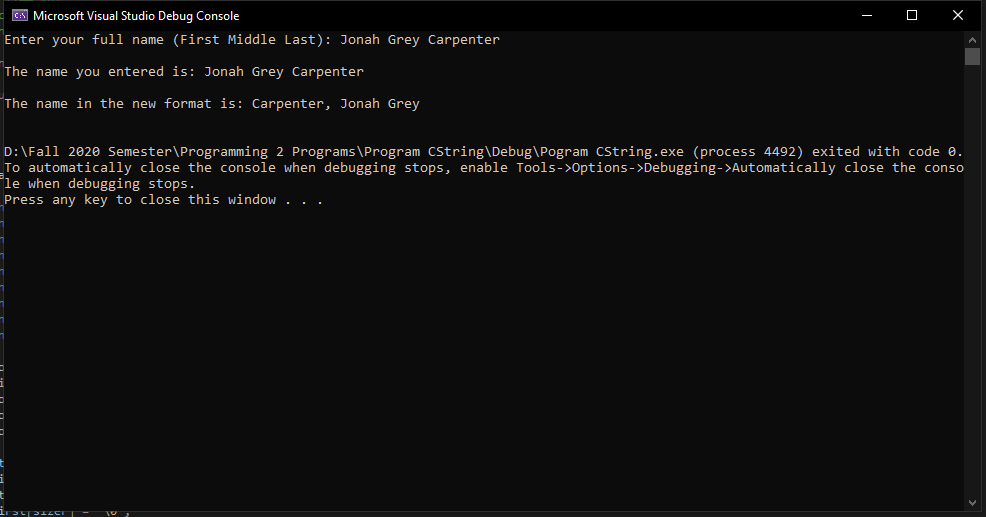 Microsoft Visual Studio Debug Console
Enter your full name (First Middle Last): Jonah Grey Carpenter
The name you entered is: Jonah Grey Carpenter
The name in the new format is: Carpenter, Jonah Grey
D:\Fall 2020 Semester\Programming 2 Programs\Program CString\Debug\Pogram CString.exe (process 4492) exited with code 0.
To automatically close the console when debugging stops, enable Tools->Options->Debugging->Automatically close the conso
le when debugging stops.
Press any key to close this window . . .